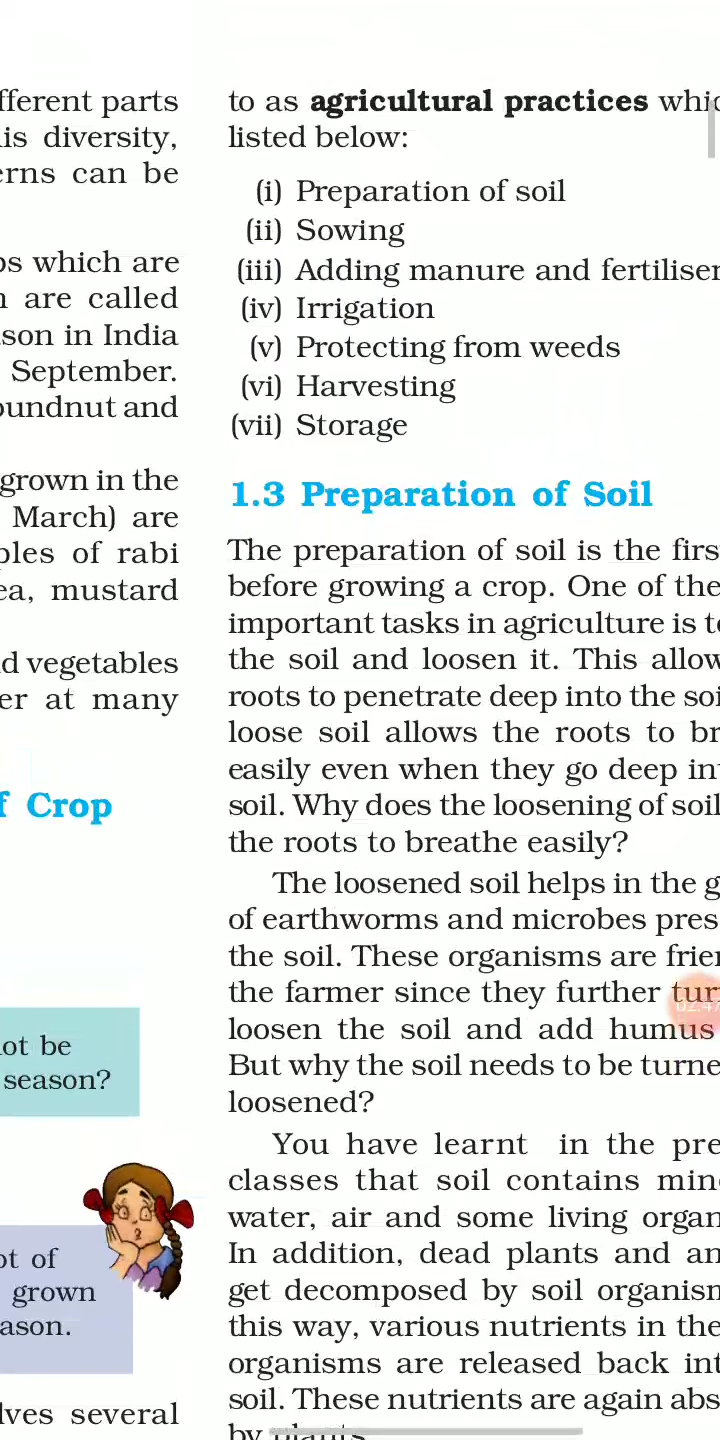 fferent parts
is diversity,
erns can be
ps which are
are called
son in India
September.
oundnut and
grown in the
March) are
ples of rabi
ea, mustard
d vegetables
er at many
f Crop
ot be
season?
ot of
grown
ason.
lves several
to as agricultural practices whic
listed below:
(i) Preparation of soil
(ii) Sowing
(iii) Adding manure and fertiliser
(iv) Irrigation
(v) Protecting from weeds
(vi) Harvesting
(vii) Storage
1.3 Preparation of Soil
The preparation of soil is the firs
before growing a crop. One of the
important tasks in agriculture is t
the soil and loosen it. This allow
roots to penetrate deep into the soi
loose soil allows the roots to br
easily even when they go deep in
soil. Why does the loosening of soil
the roots to breathe easily?
The loosened soil helps in the g
of earthworms and microbes pres
the soil. These organisms are frie
the farmer since they further tur
loosen the soil and add humus
But why the soil needs to be turne
loosened?
You have learnt in the pre
classes that soil contains min
water, air and some living organ
In addition, dead plants and an
get decomposed by soil organism
this way, various nutrients in the
organisms are released back int
soil. These nutrients are again abs
by plants
02:47